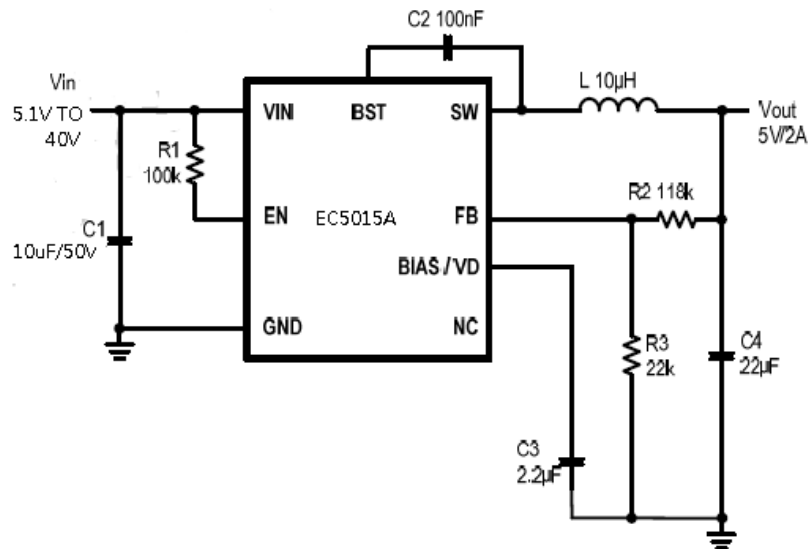 C2 100nF
Vin
5.1V TO
40V
VIN
BST
SW
L 10µH
Vout
5V/2A
R1
100k
R2 118k
EN
EC5015A
FB
C1
10uF/50v
BIAS / VD
GND
NC
R3
22k
C4
22µF
C3
2.2µF